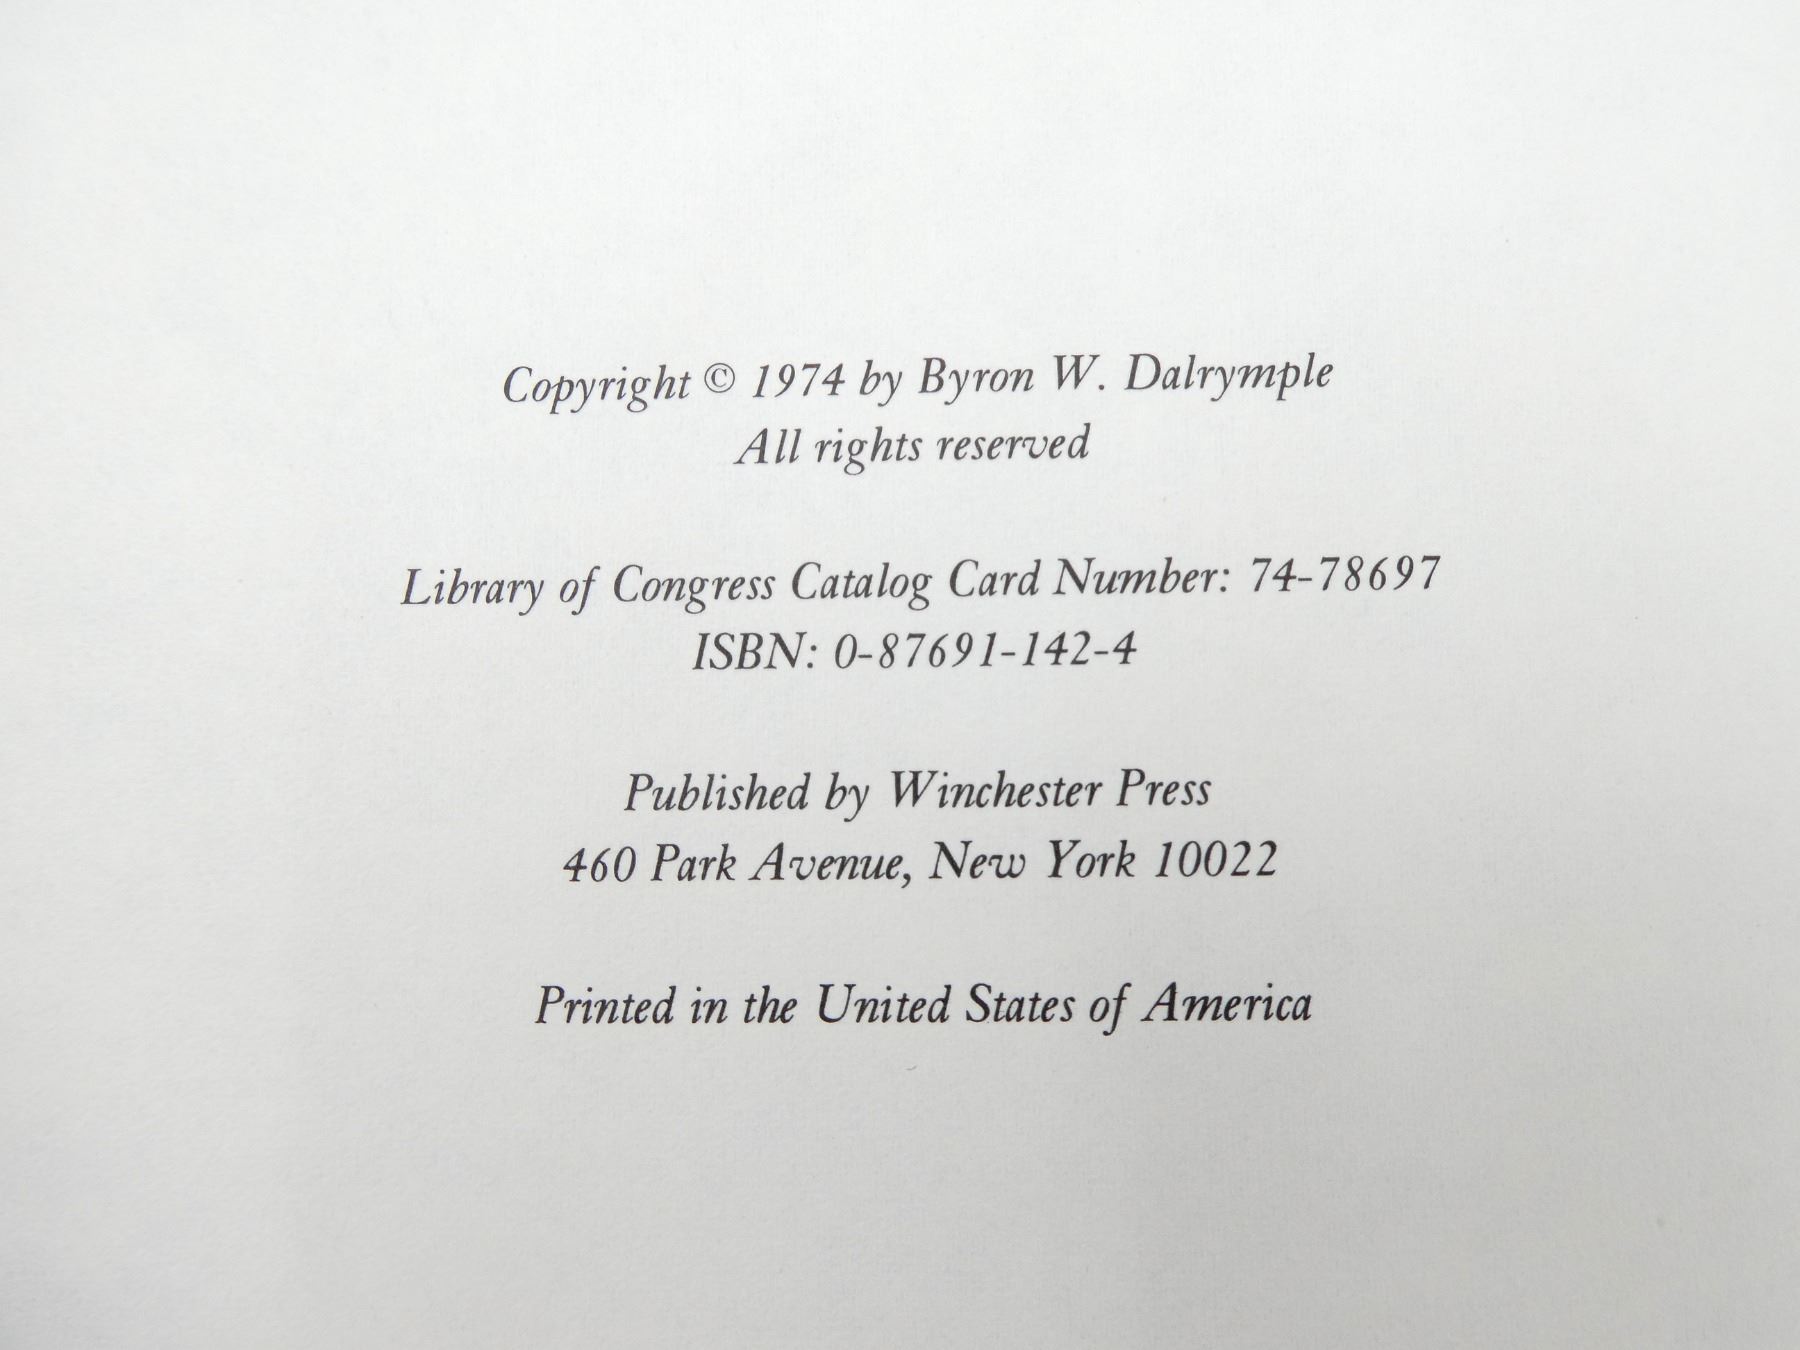 Copyright © 1974 by Byron W. Dalrymple
All rights reserved
Library of Congress Catalog Card Number: 74-78697
ISBN: 0-87691-142-4
Published by Winchester Press
460 Park Avenue, New York 10022
Printed in the United States of America